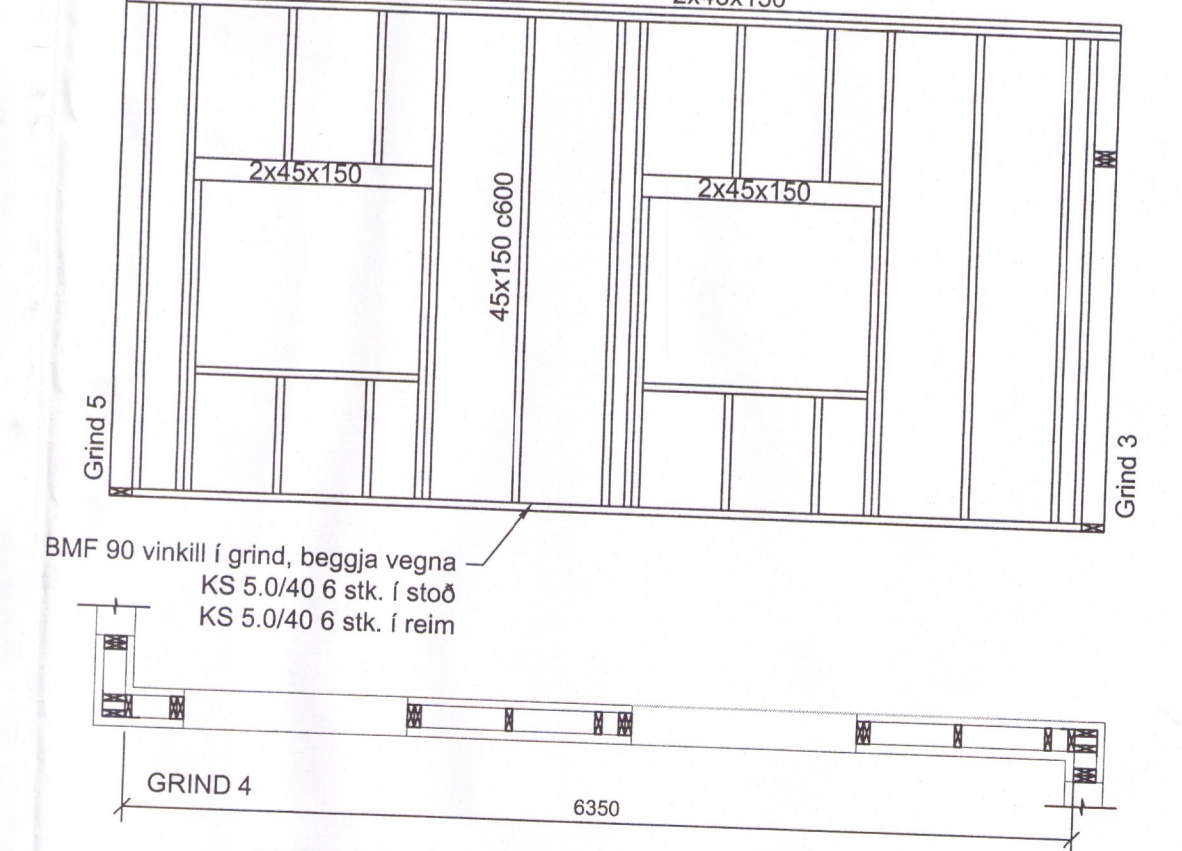 2x45x150
2x45x150
2x45x150
45x150 c600
Grind 5
Grind 3
BMF 90 vinkill í grind, beggja vegna
KS 5.0/40 6 stk. í stoð
KS 5.0/40 6 stk. í reim
GRIND 4
6350